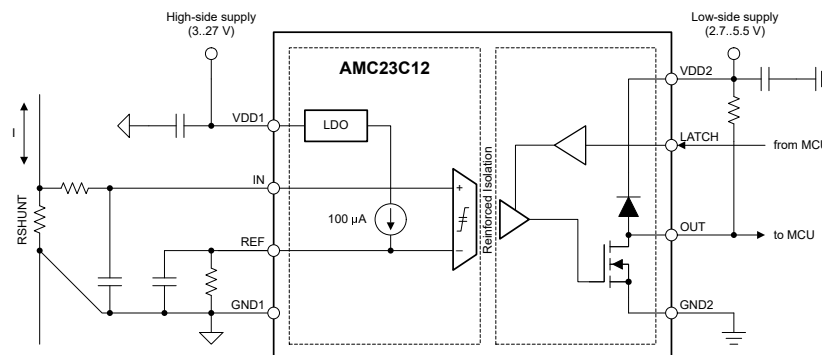 High-side supply
(3..27 V)
Low-side supply
(2.7..5.5 V)
AMC23C12
VDD1
LDO
VDD2
LATCH
from MCU
I
IN
RSHUNT
100 µA
+
−
Reinforced Isolation
REF
OUT
to MCU
GND1
GND2